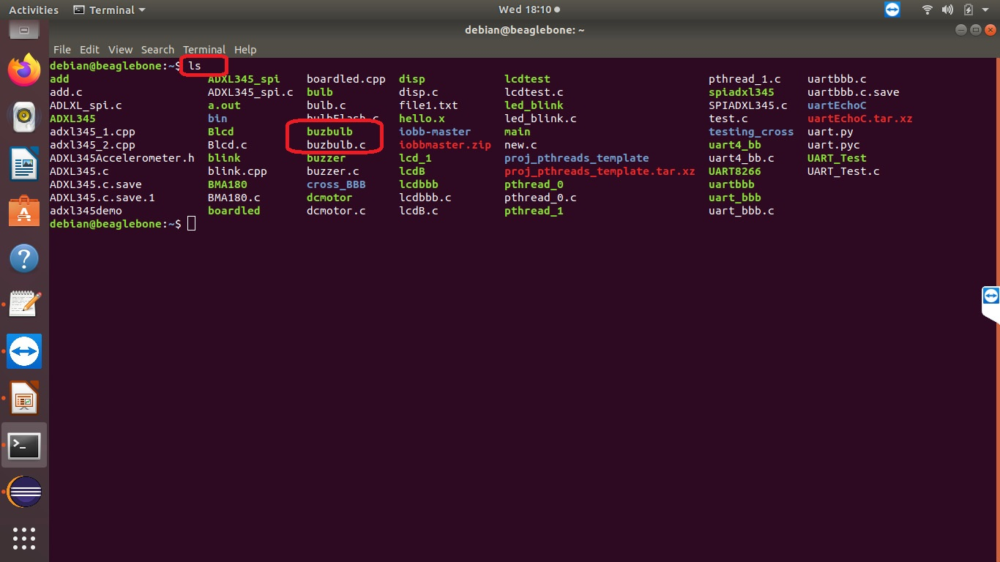 Activities Terminal Wed 18:10
debian@beaglebone: ~
File Edit View Search Terminal Help
debian@beaglebone:~$ ls
add ADXL345_spi boardled.cpp disp lcdtest pthread_1.c uartbbb.c
add.c ADXL345_spi.c bulb disp.c lcdtest.c spiadxl345 uartbbb.c.save
ADLXL_spi.c a.out bulb.c file1.txt led_blink SPIADXL345.c uartEchoC
ADXL345 bin bulbFlash.c hello.x led_blink.c test.c uartEchoC.tar.xz
adxl345_1.cpp Blcd buzbulb iobb-master main testing_cross uart.py
adxl345_2.cpp Blcd.c buzbulb.c iobbmaster.zip new.c uart4_bb uart.pyc
ADXL345Accelerometer.h blink buzzer lcd_1 proj_pthreads_template uart4_bb.c UART_Test
ADXL345.c blink.cpp buzzer.c lcdB proj_pthreads_template.tar.xz UART8266 UART_Test.c
ADXL345.c.save BMA180 cross_BBB lcdbbb pthread_0 uartbbb
ADXL345.c.save.1 BMA180.c dcmotor lcdbbb.c pthread_0.c uart_bbb
adxl345demo boardled dcmotor.c lcdB.c pthread_1 uart_bbb.c
debian@beaglebone:~$